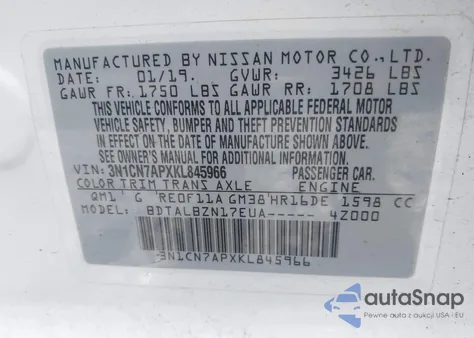 MANUFACTURED BY NISSAN MOTOR CO., LTD.
DATE: 01/19. GVWR: 3426 LBS
GAWR FR: 1750 LBS GAWR RR: 1708 LBS
THIS VEHICLE CONFORMS TO ALL APPLICABLE FEDERAL MOTOR
VEHICLE SAFETY, BUMPER AND THEFT PREVENTION STANDARDS
IN EFFECT ON THE DATE OF MANUFACTURE SHOWN ABOVE.
SEE OWNER'S MANUAL FOR ADDITIONAL INFORMATION
VIN: 3N1CN7APXKL845966 PASSENGER CAR.
COLOR TRIM TRANS AXLE ENGINE
QM1 G RE0F11A GM38 HR16DE 1598 CC
MODEL: BDTALBZN17EUA----- 4Z000
3N1CN7APXKL845966
autoSnap
Pewne auta z aukcji USA i EU